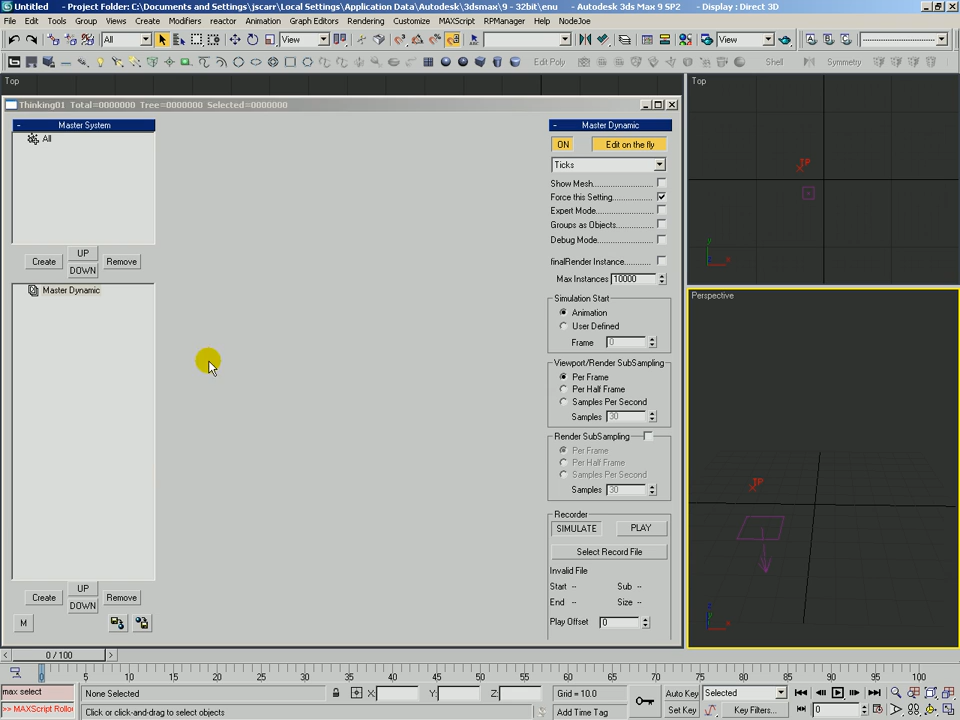 Untitled - Project Folder: C:\Documents and Settings\jscarr\Local Settings\Application Data\Autodesk\3dsmax\9 - 32bit\enu - Autodesk 3ds Max 9 SP2 - Display : Direct 3D
File Edit Tools Group Views Create Modifiers reactor Animation Graph Editors Rendering Customize MAXScript RPManager Help NodeJoe
All View View
Edit Poly Shell Symmetry
Top
Top
Thinking01 Total=0000000 Tree=0000000 Selected=0000000
- Master System
All
Create UP DOWN Remove
Master Dynamic
Create UP DOWN Remove
M
- Master Dynamic
ON Edit on the fly
Ticks
Show Mesh
Force this Setting
Expert Mode
Groups as Objects
Debug Mode
finalRender Instance
Max Instances 10000
Simulation Start
Animation
User Defined
Frame 0
Viewport/Render SubSampling
Per Frame
Per Half Frame
Samples Per Second
Samples 30
Render SubSampling
Per Frame
Per Half Frame
Samples Per Second
Samples 30
Recorder
SIMULATE PLAY
Select Record File
Invalid File
Start -- Sub --
End -- Size --
Play Offset 0
TP
y
x
Perspective
TP
z
x
< 0 / 100 >
0 5 10 15 20 25 30 35 40 45 50 55 60 65 70 75 80 85 90 95 100
max select None Selected X: Y: Z: Grid = 10.0 Auto Key Selected
>> MAXScript Rollo Click or click-and-drag to select objects Add Time Tag Set Key Key Filters... 0